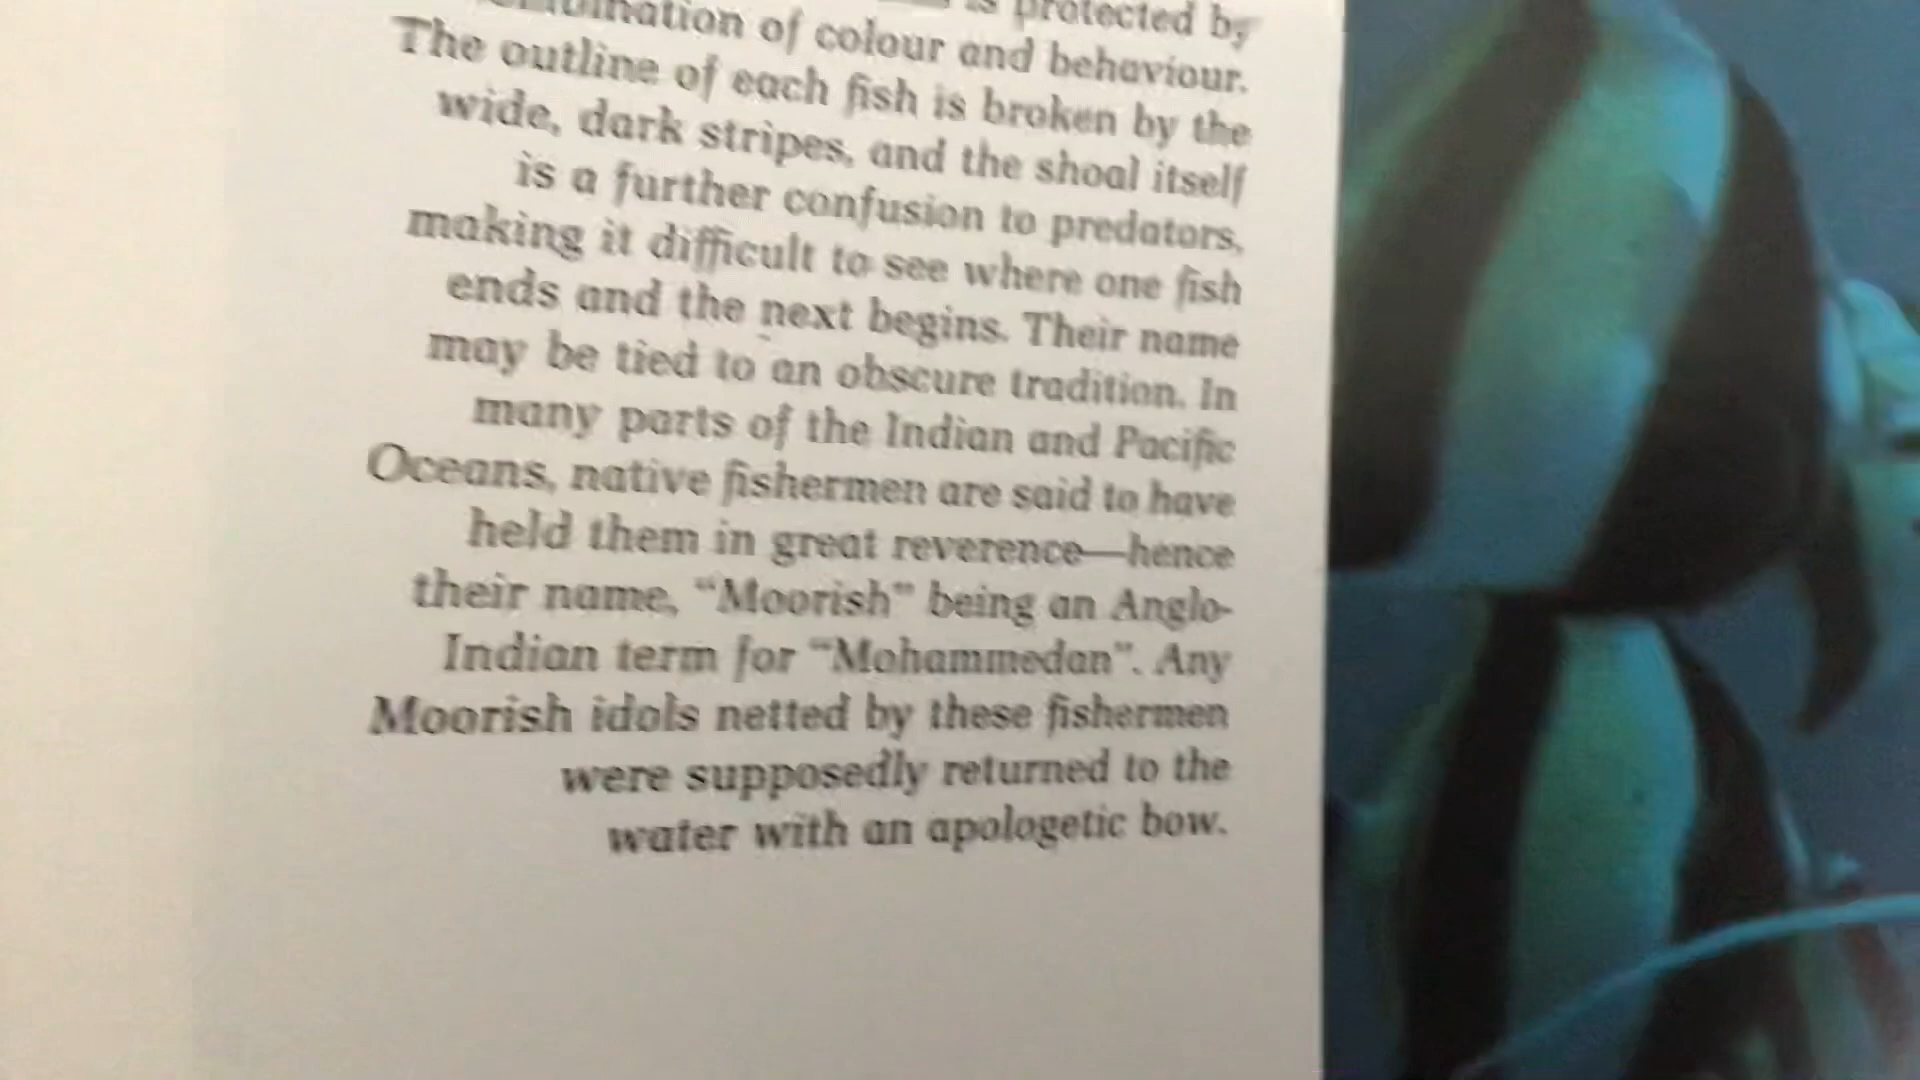 is protected by
combination of colour and behaviour.
The outline of each fish is broken by the
wide, dark stripes, and the shoal itself
is a further confusion to predators,
making it difficult to see where one fish
ends and the next begins. Their name
may be tied to an obscure tradition. In
many parts of the Indian and Pacific
Oceans, native fishermen are said to have
held them in great reverence—hence
their name, “Moorish” being an Anglo-
Indian term for “Mohammedan”. Any
Moorish idols netted by these fishermen
were supposedly returned to the
water with an apologetic bow.